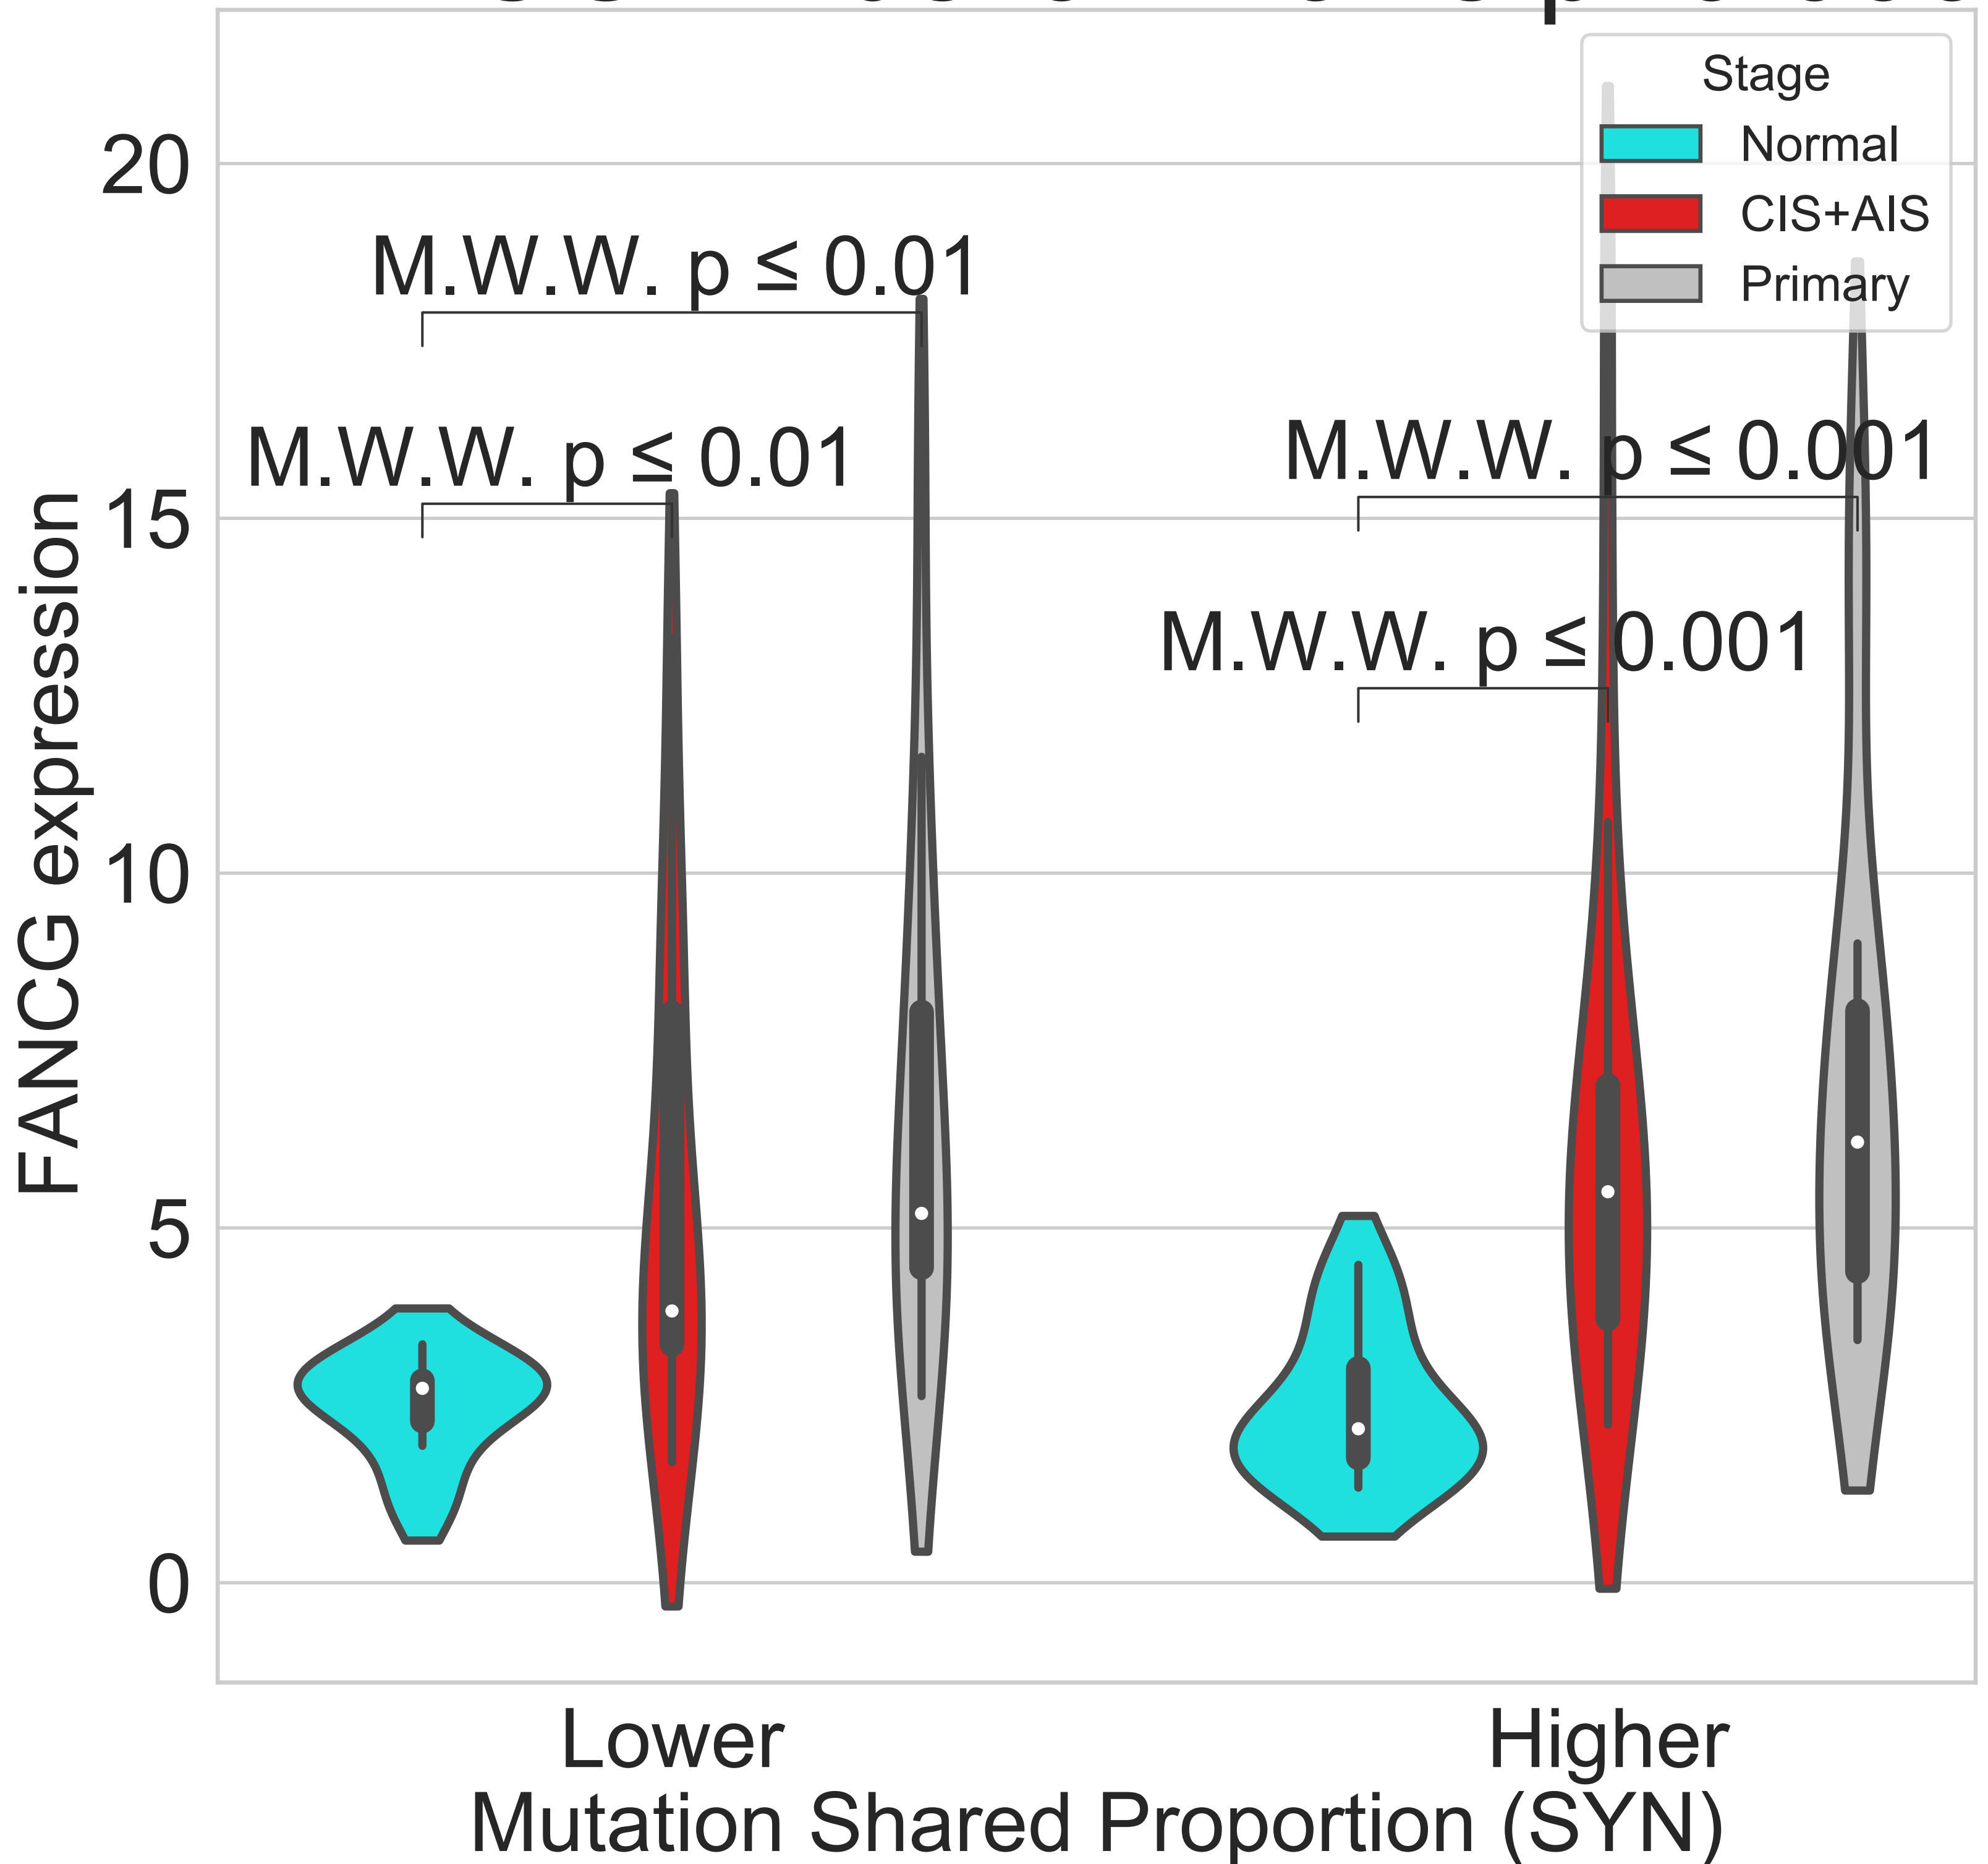 Stage
Normal
CIS+AIS
Primary
M.W.W. p ≤ 0.01
M.W.W. p ≤ 0.01
M.W.W. p ≤ 0.001
M.W.W. p ≤ 0.001
FANCG expression
20
15
10
5
0
Lower
Higher
Mutation Shared Proportion (SYN)